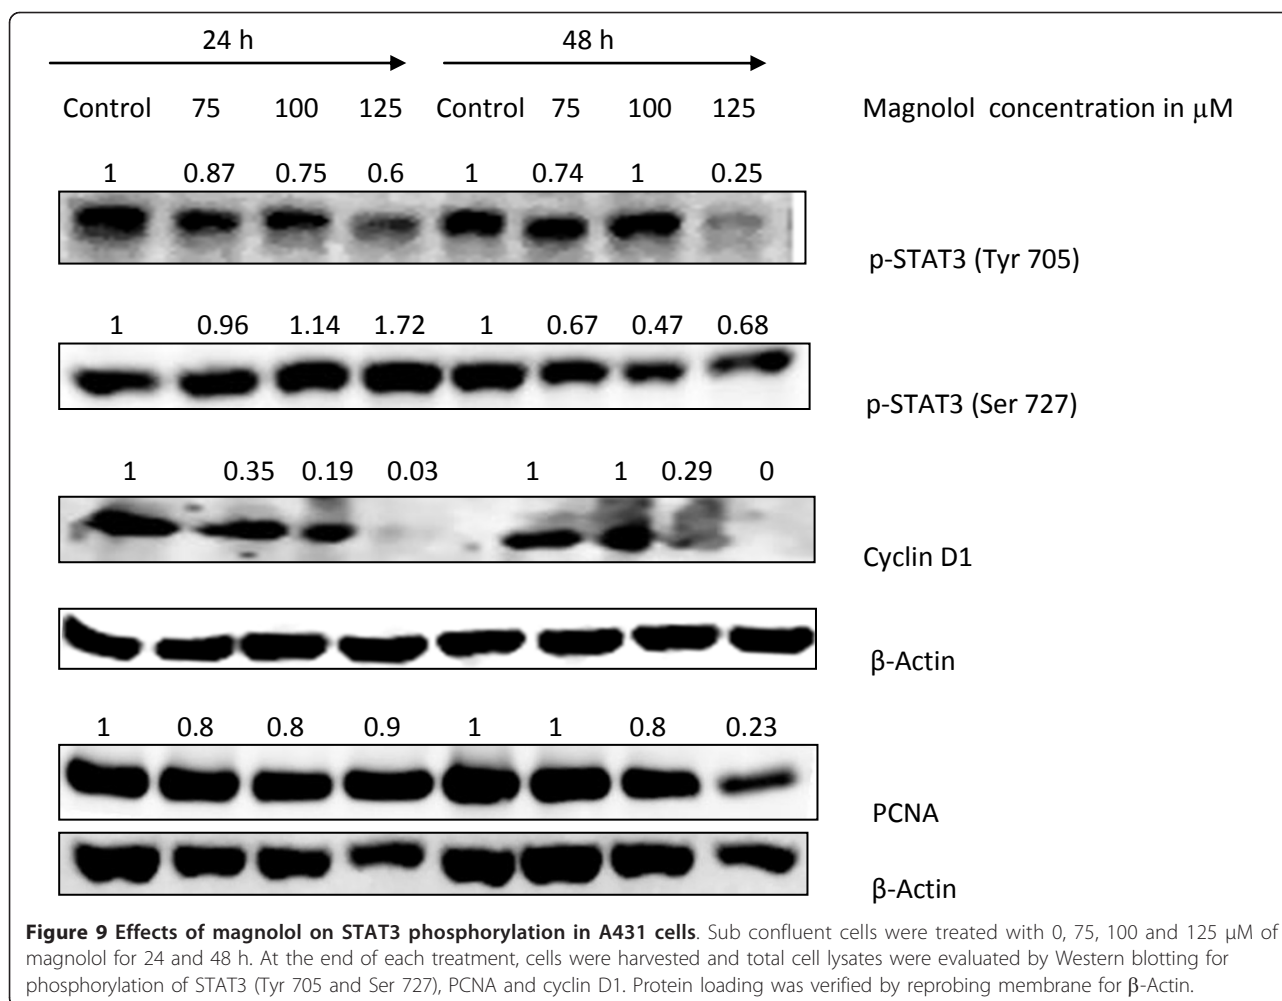 24 h 48 h
Control 75 100 125 Control 75 100 125 Magnolol concentration in μM
1 0.87 0.75 0.6 1 0.74 1 0.25
p-STAT3 (Tyr 705)
1 0.96 1.14 1.72 1 0.67 0.47 0.68
p-STAT3 (Ser 727)
1 0.35 0.19 0.03 1 1 0.29 0
Cyclin D1
β-Actin
1 0.8 0.8 0.9 1 1 0.8 0.23
PCNA
β-Actin
Figure 9 Effects of magnolol on STAT3 phosphorylation in A431 cells. Sub confluent cells were treated with 0, 75, 100 and 125 μM of
magnolol for 24 and 48 h. At the end of each treatment, cells were harvested and total cell lysates were evaluated by Western blotting for
phosphorylation of STAT3 (Tyr 705 and Ser 727), PCNA and cyclin D1. Protein loading was verified by reprobing membrane for β-Actin.